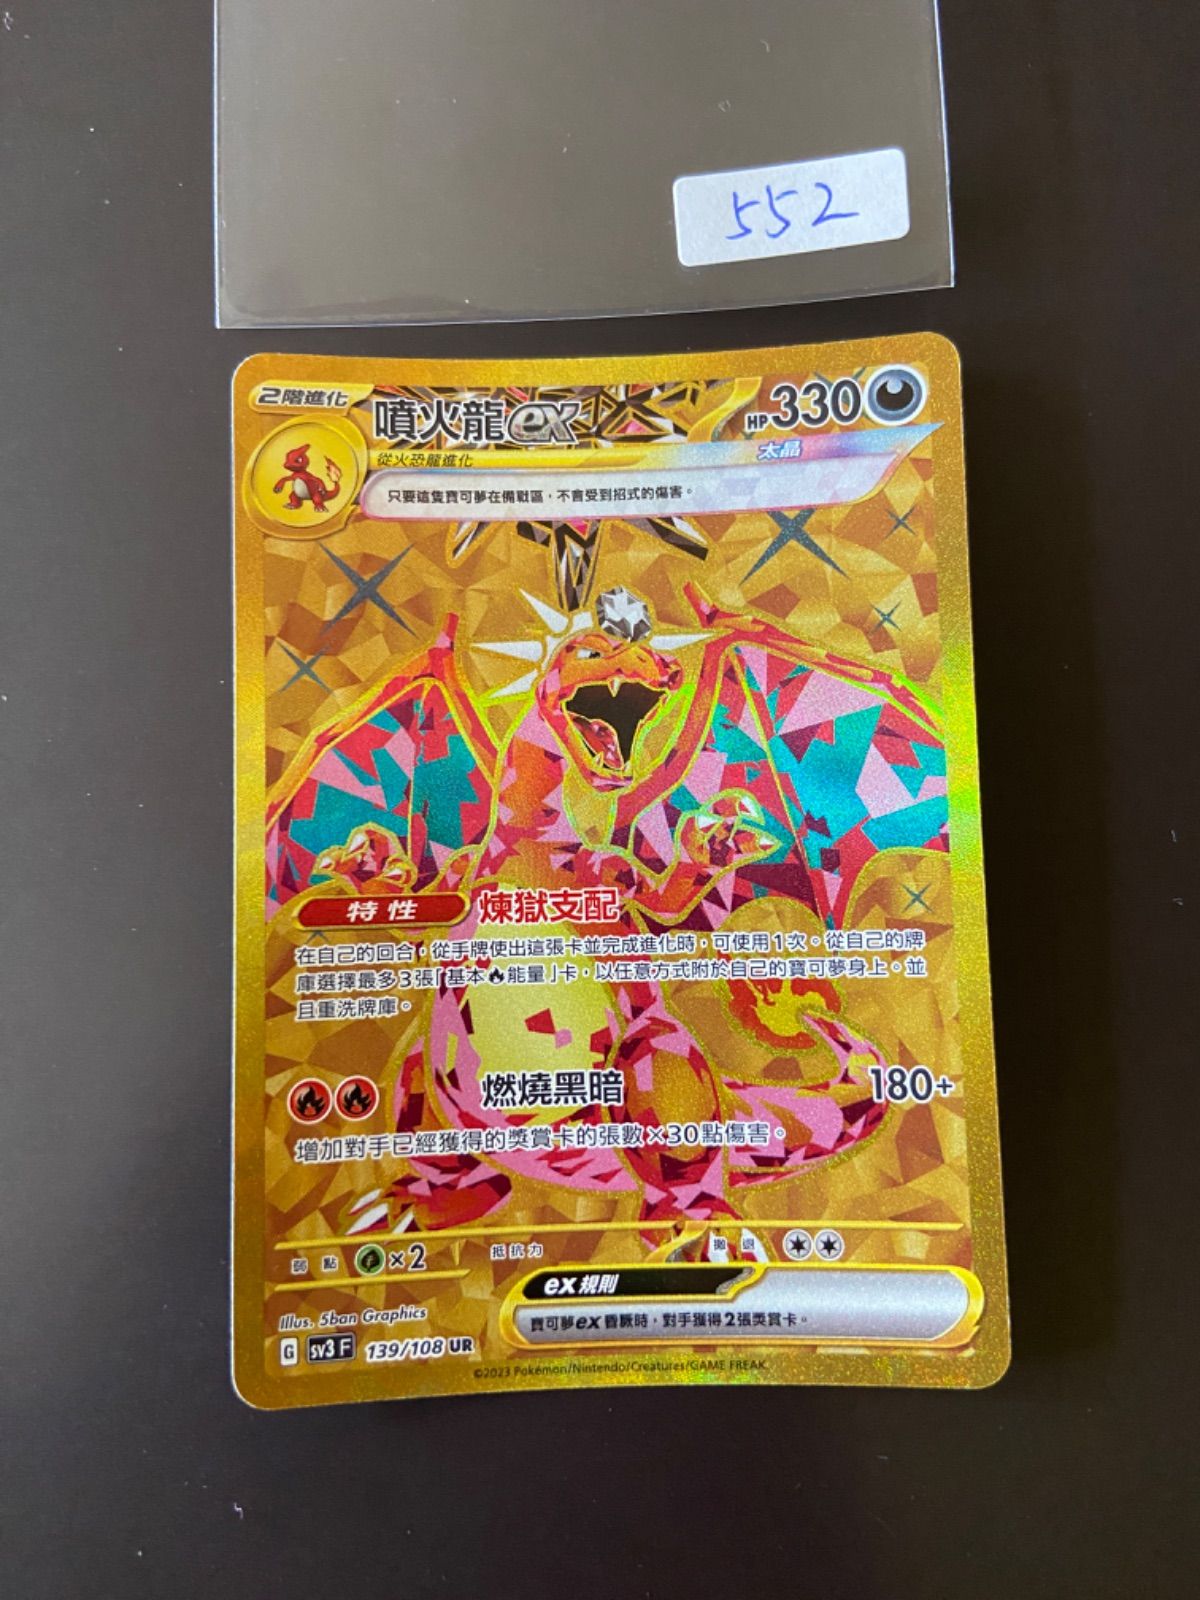 552
2階進化
噴火龍ex
HP330
從火恐龍進化
太晶
只要這隻寶可夢在備戰區，不會受到招式的傷害。
特性 煉獄支配
在自己的回合，從手牌使出這張卡並完成進化時，可使用1次。從自己的牌
庫選擇最多3張「基本能量」卡，以任意方式附於自己的寶可夢身上。並
且重洗牌庫。
燃燒黑暗 180+
增加對手已經獲得的獎賞卡的張數×30點傷害。
弱點 ×2 抵抗力 撤退
ex規則
寶可夢ex昏厥時，對手獲得2張獎賞卡。
Illus. 5ban Graphics
G SV3 F 139/108 UR
©2023 Pokémon/Nintendo/Creatures/GAME FREAK